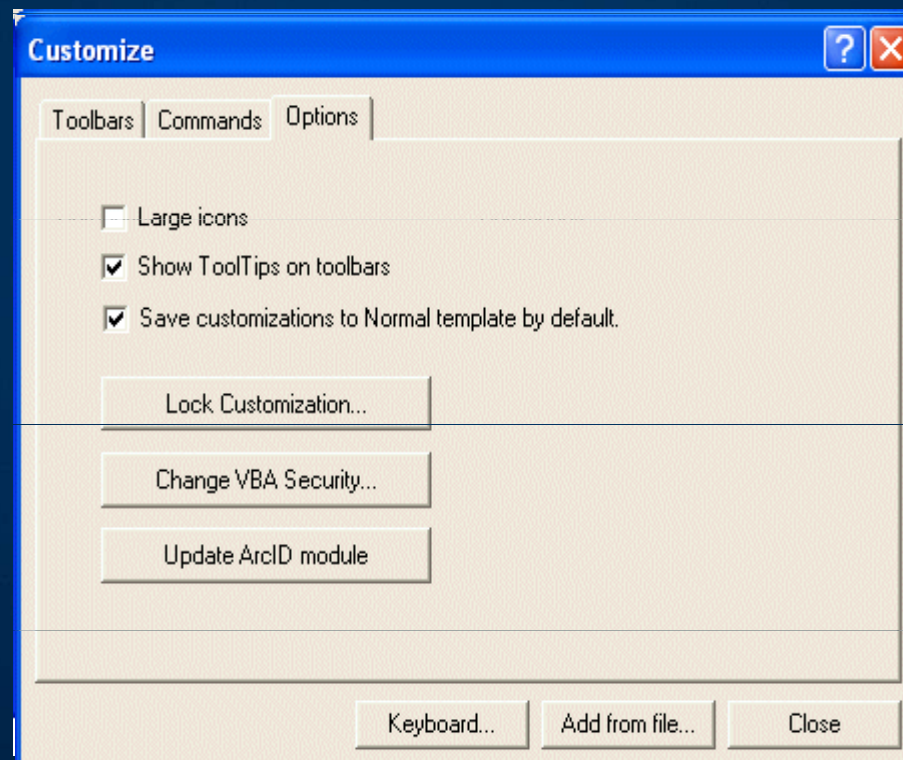 Customize
Toolbars Commands Options
Large icons
Show ToolTips on toolbars
Save customizations to Normal template by default.
Lock Customization...
Change VBA Security...
Update ArcID module
Keyboard... Add from file... Close